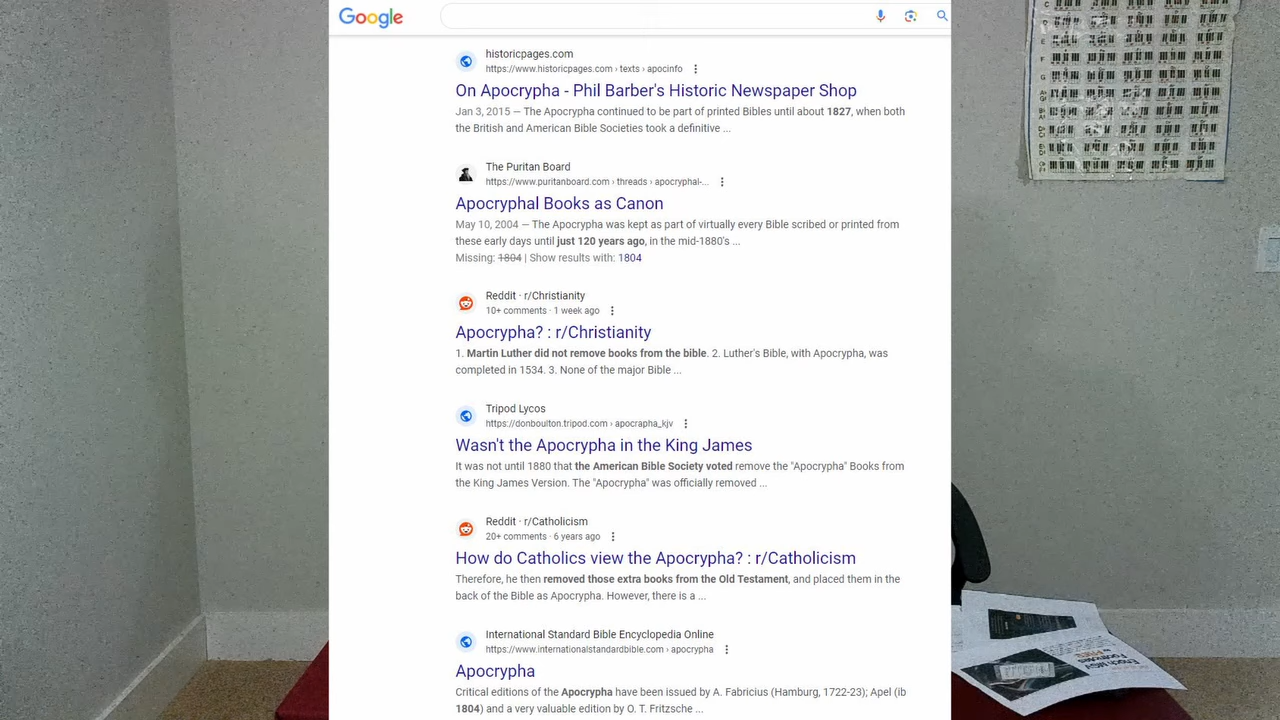 Google
historicpages.com
https://www.historicpages.com › texts › apocinfo
On Apocrypha - Phil Barber's Historic Newspaper Shop
Jan 3, 2015 — The Apocrypha continued to be part of printed Bibles until about 1827, when both
the British and American Bible Societies took a definitive ...
The Puritan Board
https://www.puritanboard.com › threads › apocryphal-...
Apocryphal Books as Canon
May 10, 2004 — The Apocrypha was kept as part of virtually every Bible scribed or printed from
these early days until just 120 years ago, in the mid-1880's ...
Missing: 1804 | Show results with: 1804
Reddit · r/Christianity
10+ comments · 1 week ago
Apocrypha? : r/Christianity
1. Martin Luther did not remove books from the bible. 2. Luther's Bible, with Apocrypha, was
completed in 1534. 3. None of the major Bible ...
Tripod Lycos
https://donboulton.tripod.com › apocrapha_kjv
Wasn't the Apocrypha in the King James
It was not until 1880 that the American Bible Society voted remove the "Apocrypha" Books from
the King James Version. The "Apocrypha" was officially removed ...
Reddit · r/Catholicism
20+ comments · 6 years ago
How do Catholics view the Apocrypha? : r/Catholicism
Therefore, he then removed those extra books from the Old Testament, and placed them in the
back of the Bible as Apocrypha. However, there is a ...
International Standard Bible Encyclopedia Online
https://www.internationalstandardbible.com › apocrypha
Apocrypha
Critical editions of the Apocrypha have been issued by A. Fabricius (Hamburg, 1722-23); Apel (ib
1804) and a very valuable edition by O. T. Fritzsche ...